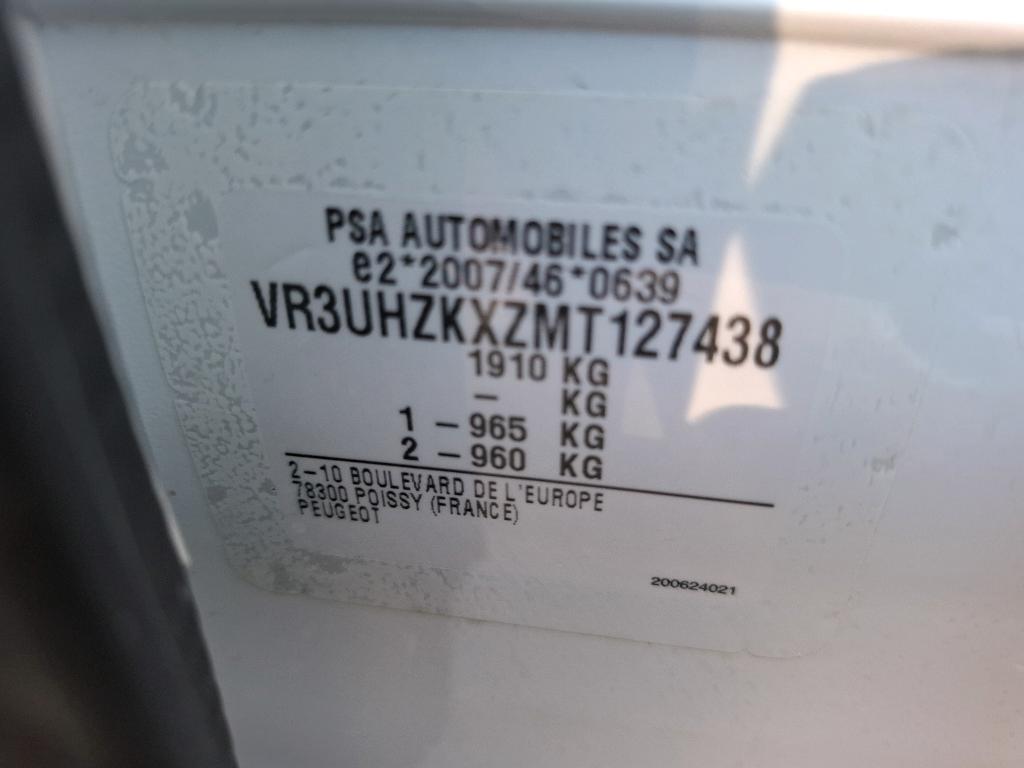 PSA AUTOMOBILES SA
e2*2007/46*0639
VR3UHZKXZMT127438
1910 KG
– KG
1 – 965 KG
2 – 960 KG
2–10 BOULEVARD DE L'EUROPE
78300 POISSY (FRANCE)
PEUGEOT
200624021